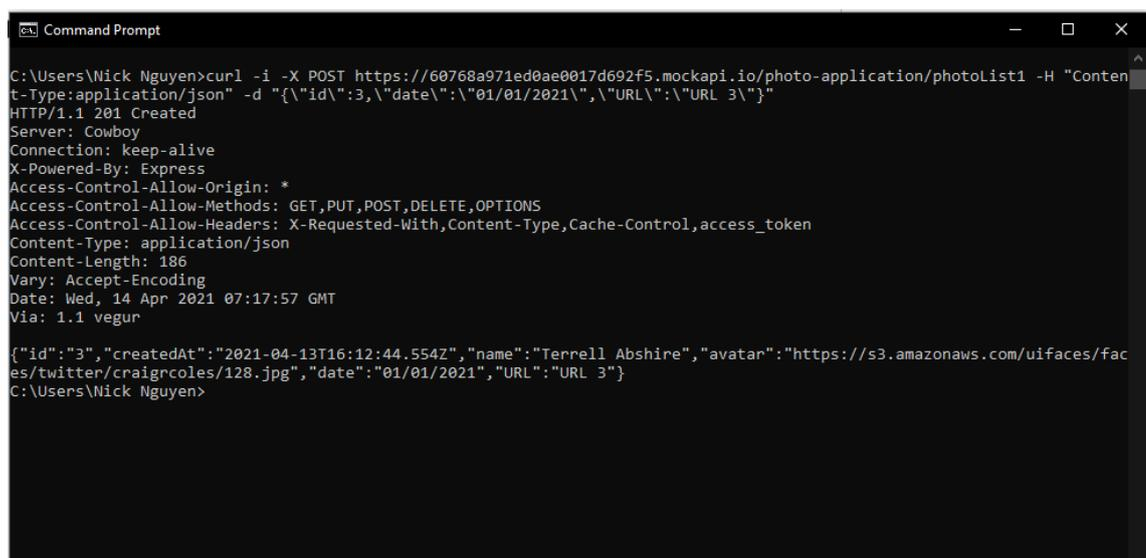 Command Prompt
C:\Users\Nick Nguyen>curl -i -X POST https://60768a971ed0ae0017d692f5.mockapi.io/photo-application/photoList1 -H "Conten
t-Type:application/json" -d "{\"id\":3,\"date\":\"01/01/2021\",\"URL\":\"URL 3\"}"
HTTP/1.1 201 Created
Server: Cowboy
Connection: keep-alive
X-Powered-By: Express
Access-Control-Allow-Origin: *
Access-Control-Allow-Methods: GET,PUT,POST,DELETE,OPTIONS
Access-Control-Allow-Headers: X-Requested-With,Content-Type,Cache-Control,access_token
Content-Type: application/json
Content-Length: 186
Vary: Accept-Encoding
Date: Wed, 14 Apr 2021 07:17:57 GMT
Via: 1.1 vegur
{"id":"3","createdAt":"2021-04-13T16:12:44.554Z","name":"Terrell Abshire","avatar":"https://s3.amazonaws.com/uifaces/fac
es/twitter/craigrcoles/128.jpg","date":"01/01/2021","URL":"URL 3"}
C:\Users\Nick Nguyen>